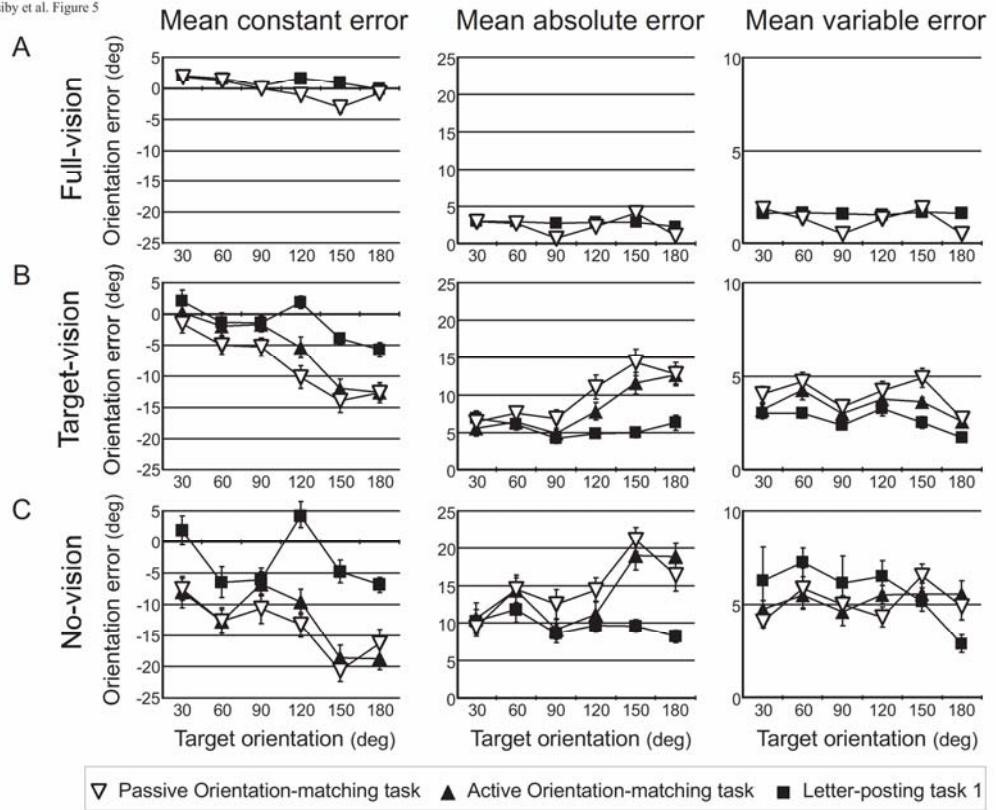 et al. Figure 5
Mean constant error Mean absolute error Mean variable error
A
Full-vision
Orientation error (deg)
5
0
-5
-10
-15
-20
-25
30 60 90 120 150 180
25
20
15
10
5
0
30 60 90 120 150 180
10
5
0
30 60 90 120 150 180
B
Target-vision
Orientation error (deg)
5
0
-5
-10
-15
-20
-25
30 60 90 120 150 180
25
20
15
10
5
0
30 60 90 120 150 180
10
5
0
30 60 90 120 150 180
C
No-vision
Orientation error (deg)
5
0
-5
-10
-15
-20
-25
30 60 90 120 150 180
25
20
15
10
5
0
30 60 90 120 150 180
10
5
0
30 60 90 120 150 180
Target orientation (deg) Target orientation (deg) Target orientation (deg)
Passive Orientation-matching task Active Orientation-matching task Letter-posting task 1